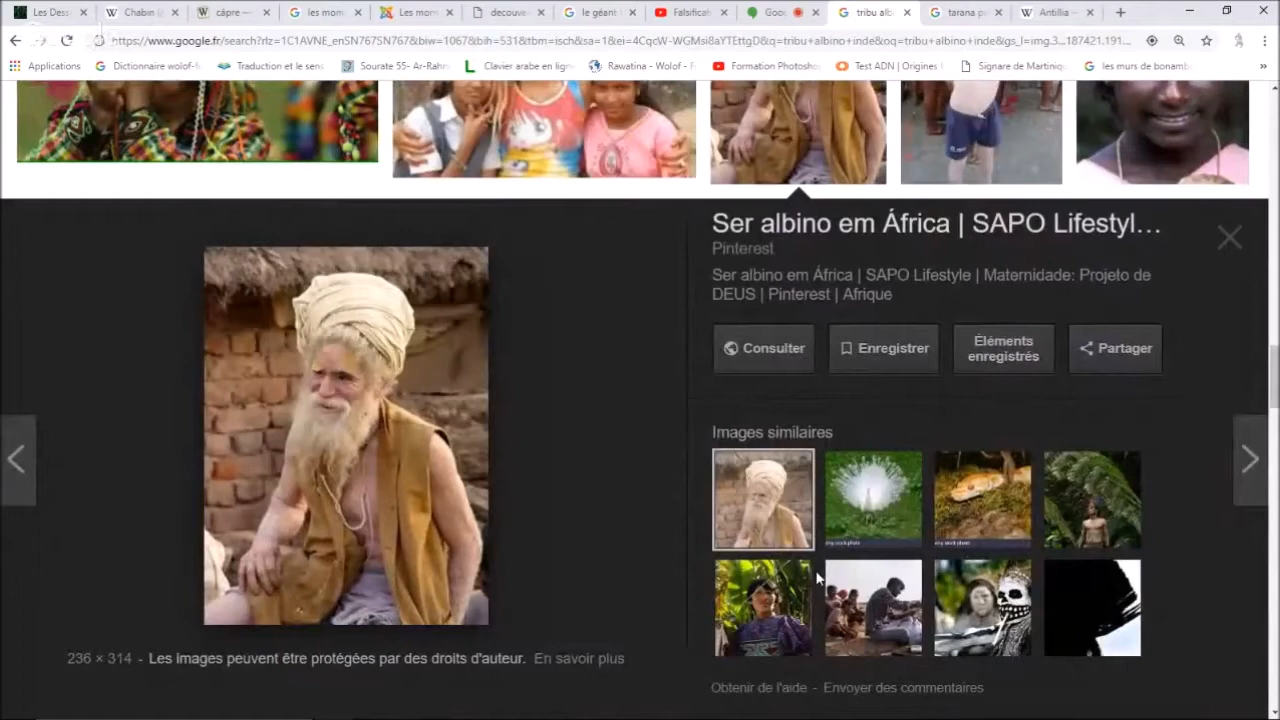 Les Dess
Chabin (
câpre —
les morn
Les morn
decouve
le géant
Falsificat
Goo
tribu alb
tarana p
Antillia —
https://www.google.fr/search?rlz=1C1AVNE_enSN767SN767&biw=1067&bih=531&tbm=isch&sa=1&ei=4CqcW-WGMsi8aYTEttgD&q=tribu+albino+inde&oq=tribu+albino+inde&gs_l=img.3...187421.191...
Applications
Dictionnaire wolof-f
Traduction et le sens
Sourate 55- Ar-Rahm
Clavier arabe en lign
Rawatina - Wolof - F
Formation Photosho
Test ADN | Origines
Signare de Martiniq
les murs de bonamb
Ser albino em África | SAPO Lifestyl...
Pinterest
Ser albino em África | SAPO Lifestyle | Maternidade: Projeto de
DEUS | Pinterest | Afrique
Consulter
Enregistrer
Éléments
enregistrés
Partager
Images similaires
236 × 314 - Les images peuvent être protégées par des droits d'auteur. En savoir plus
Obtenir de l'aide - Envoyer des commentaires